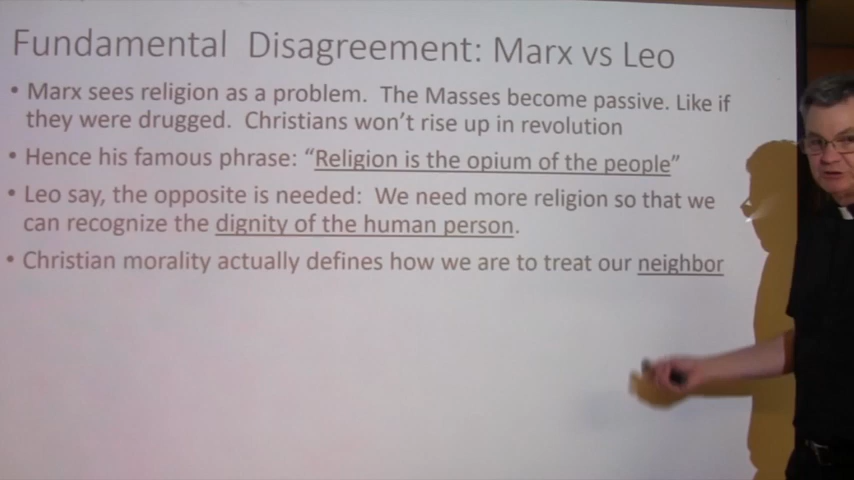 Fundamental Disagreement: Marx vs Leo
• Marx sees religion as a problem. The Masses become passive. Like if
they were drugged. Christians won't rise up in revolution
• Hence his famous phrase: "Religion is the opium of the people"
• Leo say, the opposite is needed: We need more religion so that we
can recognize the dignity of the human person.
• Christian morality actually defines how we are to treat our neighbor